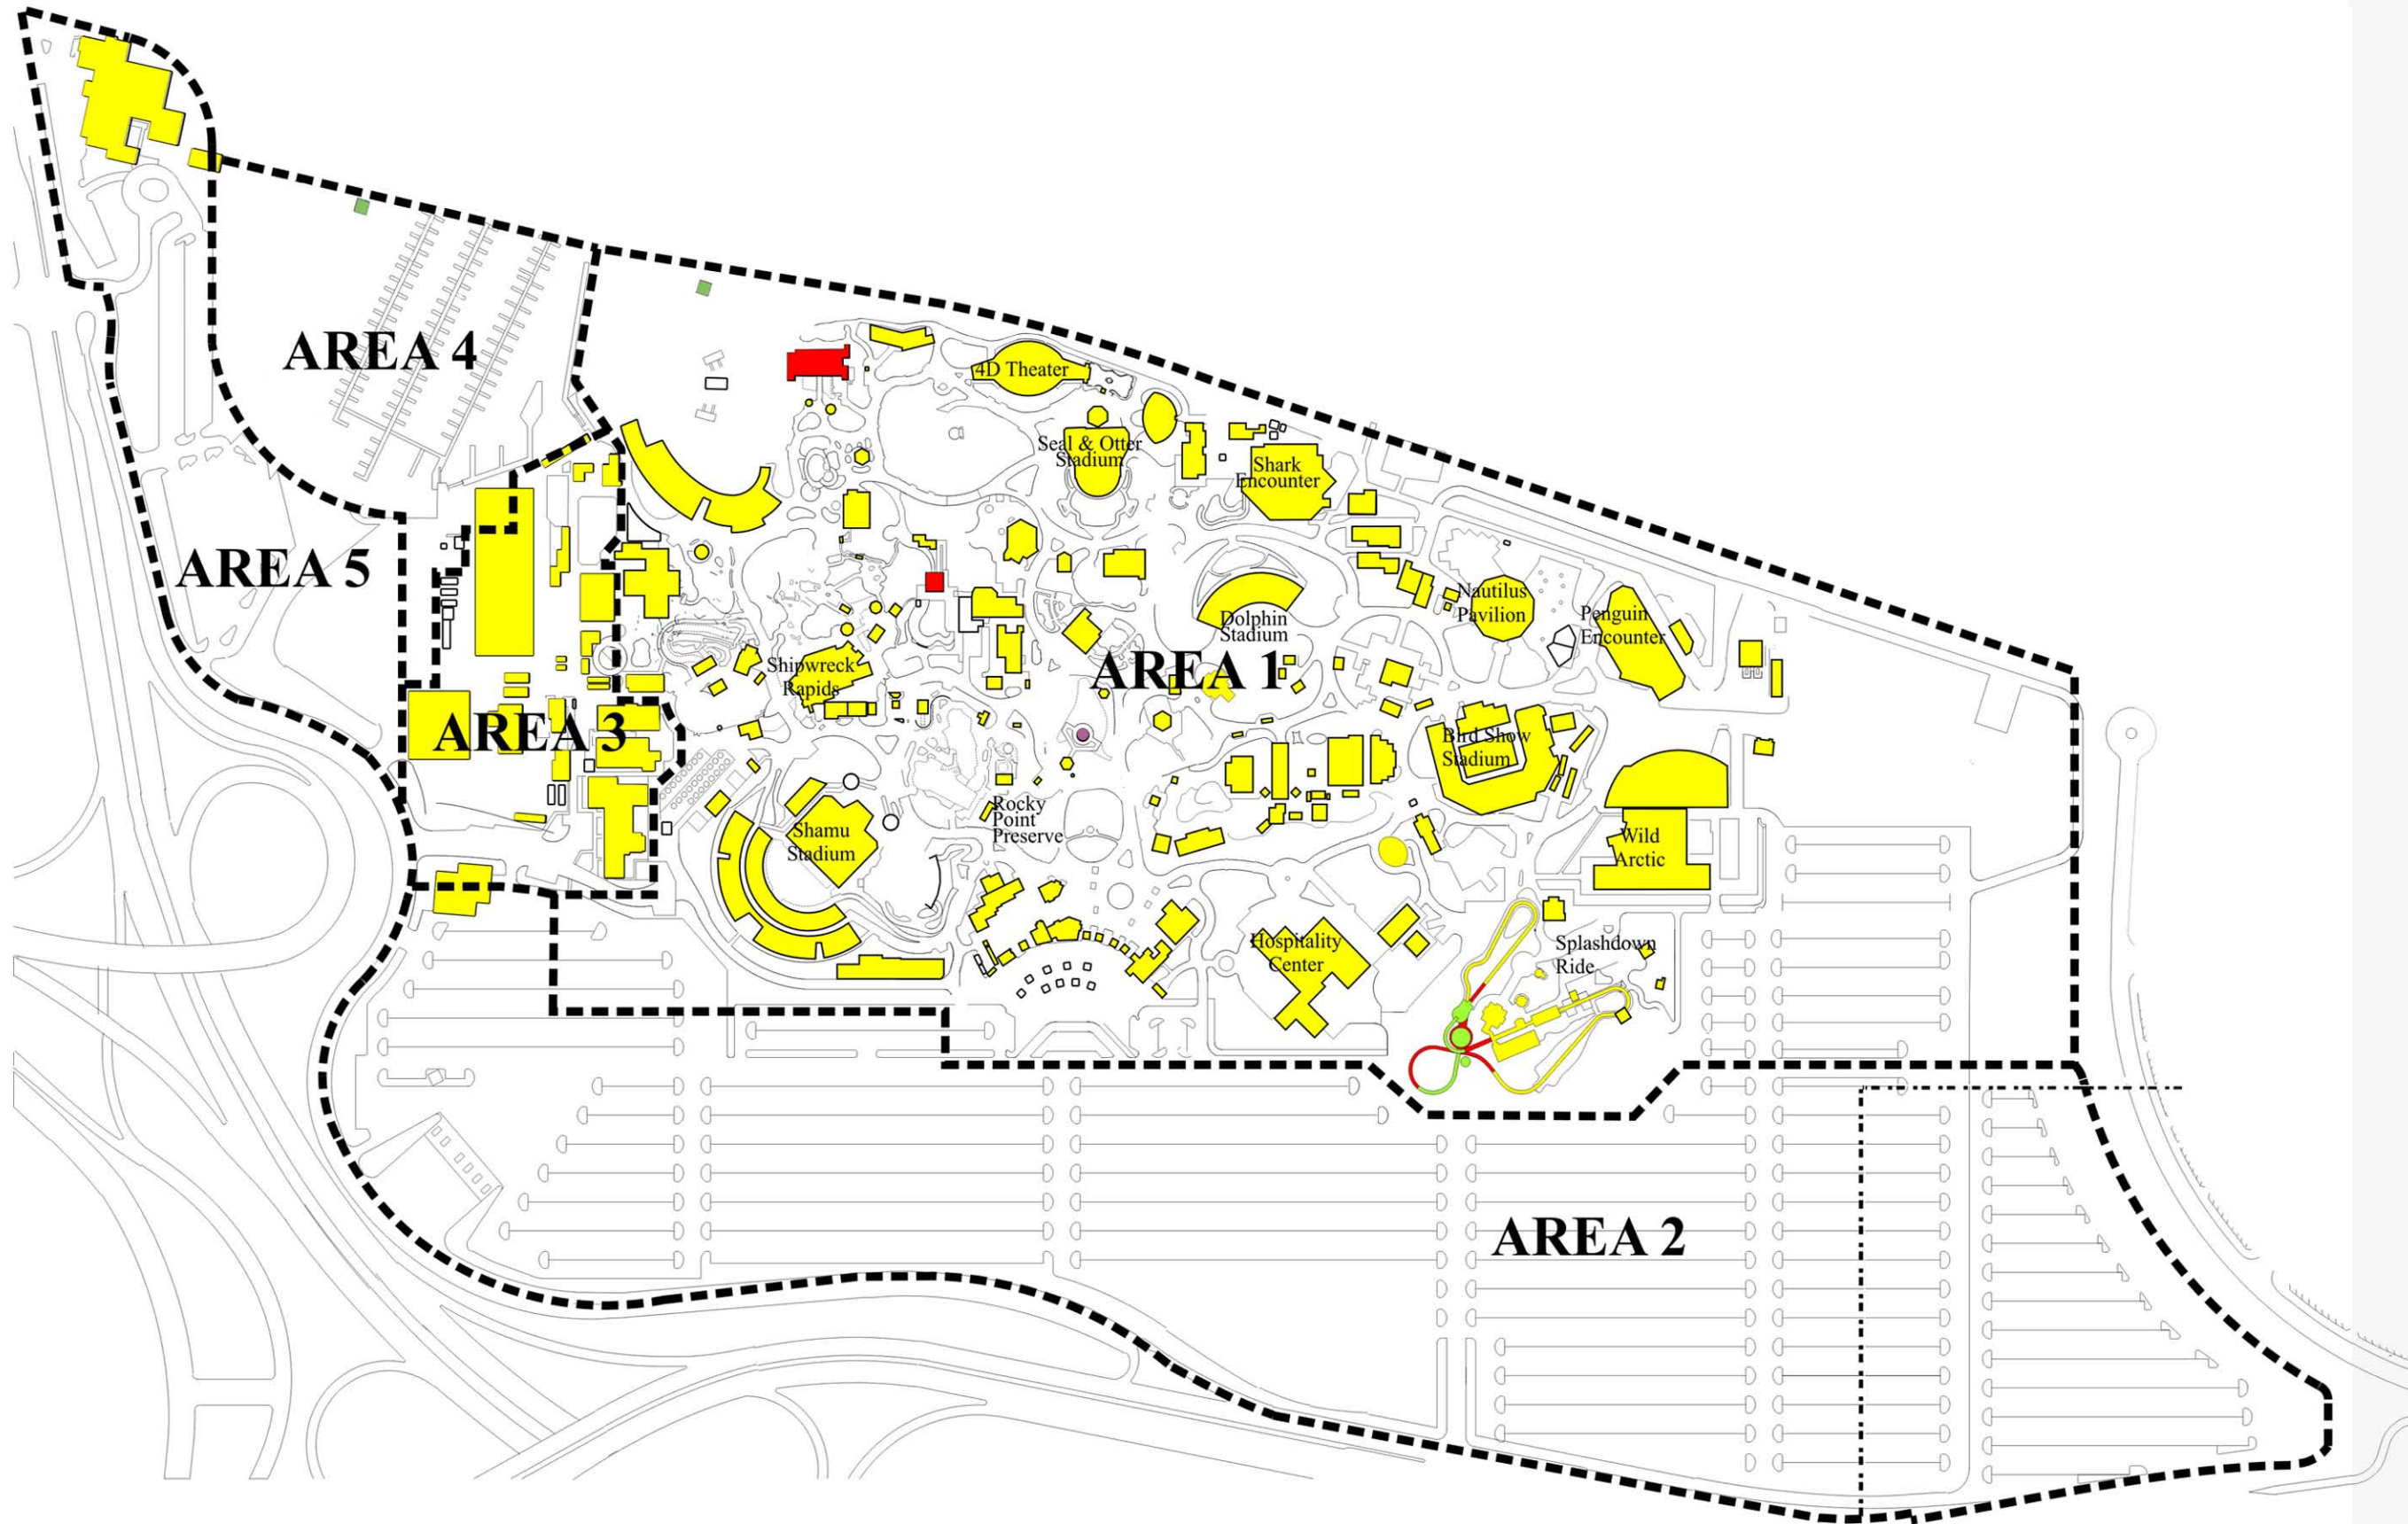 AREA 4
4D Theater
Seal & Otter
Stadium
Shark
Encounter
AREA 5
Nautilus
Pavilion
Penguin
Encounter
Dolphin
Stadium
Shipwreck
Rapids
AREA 1
AREA 3
Bird Show
Stadium
Rocky
Point
Preserve
Shamu
Stadium
Wild
Arctic
Hospitality
Center
Splashdown
Ride
AREA 2